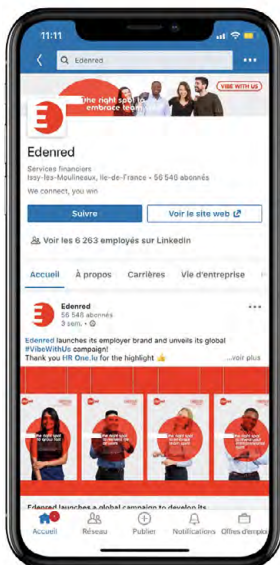 11:11
Edenred
VIBE WITH US
The right spot to
embrace team
Edenred
Services financiers
Issy-les-Moulineaux, Ile-de-France • 56 546 abonnés
We connect, you win
Suivre
Voir le site web
Voir les 6 263 employés sur LinkedIn
Accueil À propos Carrières Vie d'entreprise
Edenred
56 546 abonnés
3 sem. •
Edenred launches its employer brand and unveils its global
#VibeWithUs campaign!
Thank you HR One.lu for the highlight
...voir plus
Edenred launches a global campaign to develop its
Accueil Réseau Publier Notifications Offres d'emploi